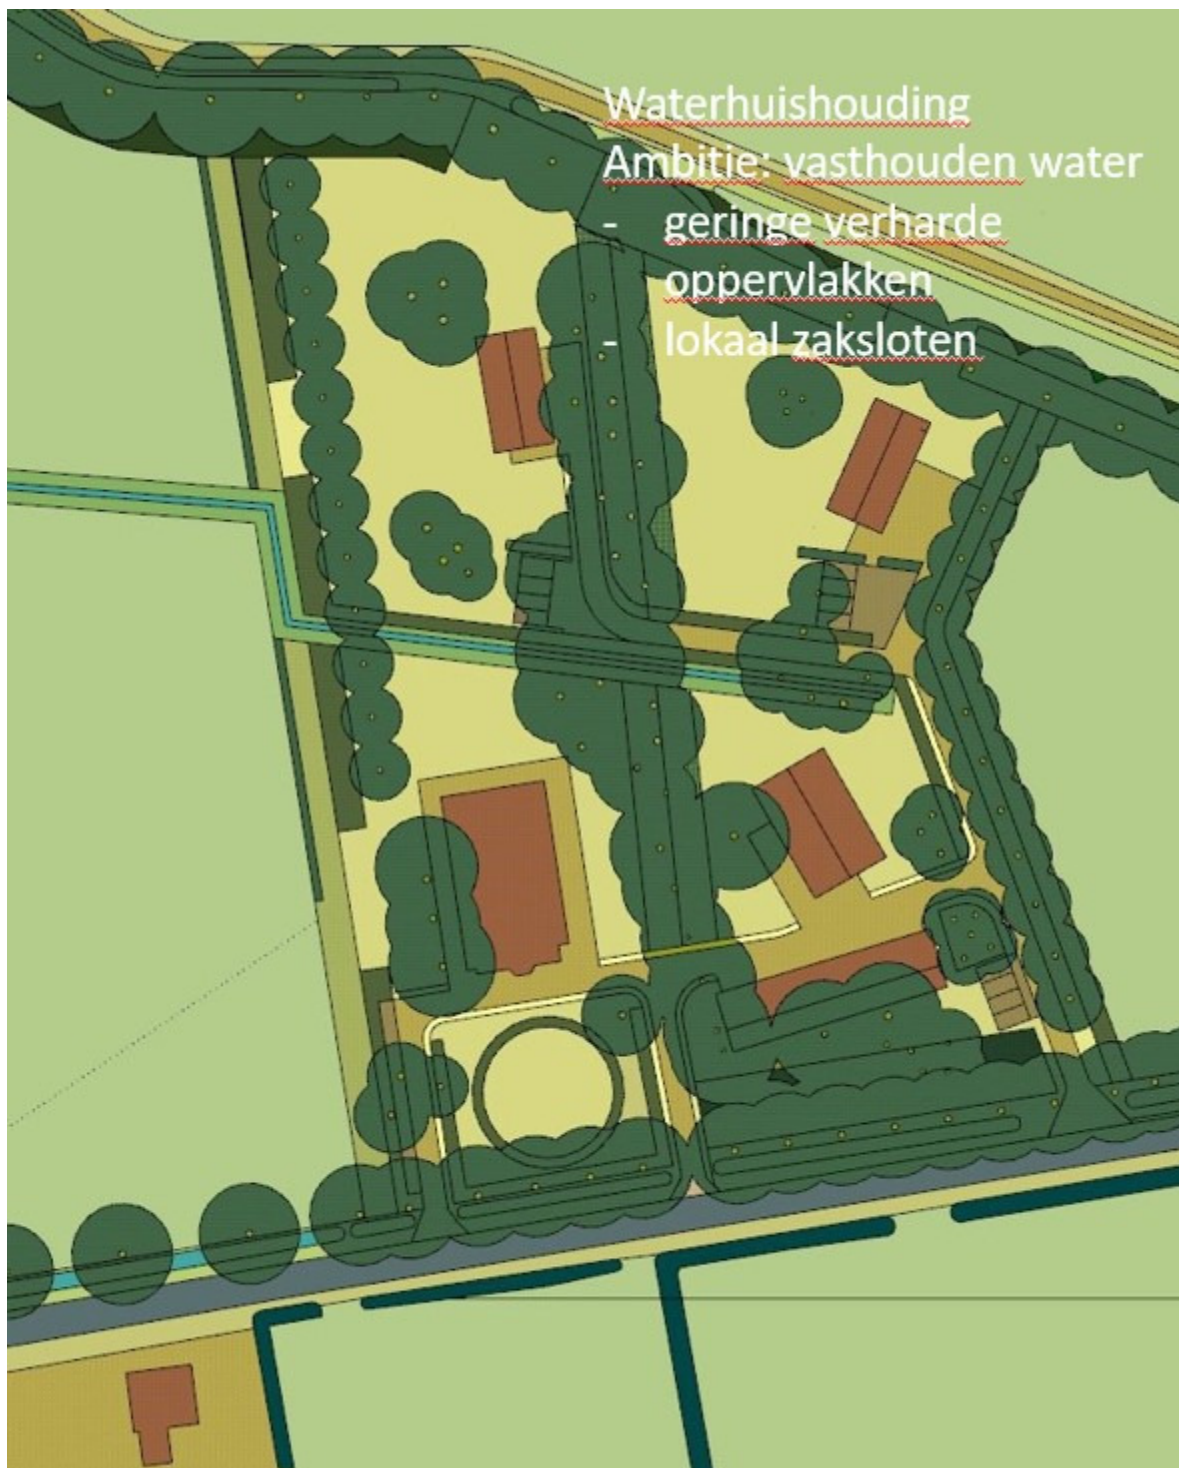 Waterhuishouding
Ambitie: vasthouden water
- geringe verharde
oppervlakken
- lokaal zaksloten